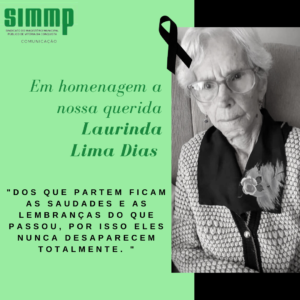 SIMMP
COMUNICAÇÃO
Em homenagem a
nossa querida
Laurinda
Lima Dias
"DOS QUE PARTEM FICAM
AS SAUDADES E AS
LEMBRANÇAS DO QUE
PASSOU, POR ISSO ELES
NUNCA DESAPARECEM
TOTALMENTE. "